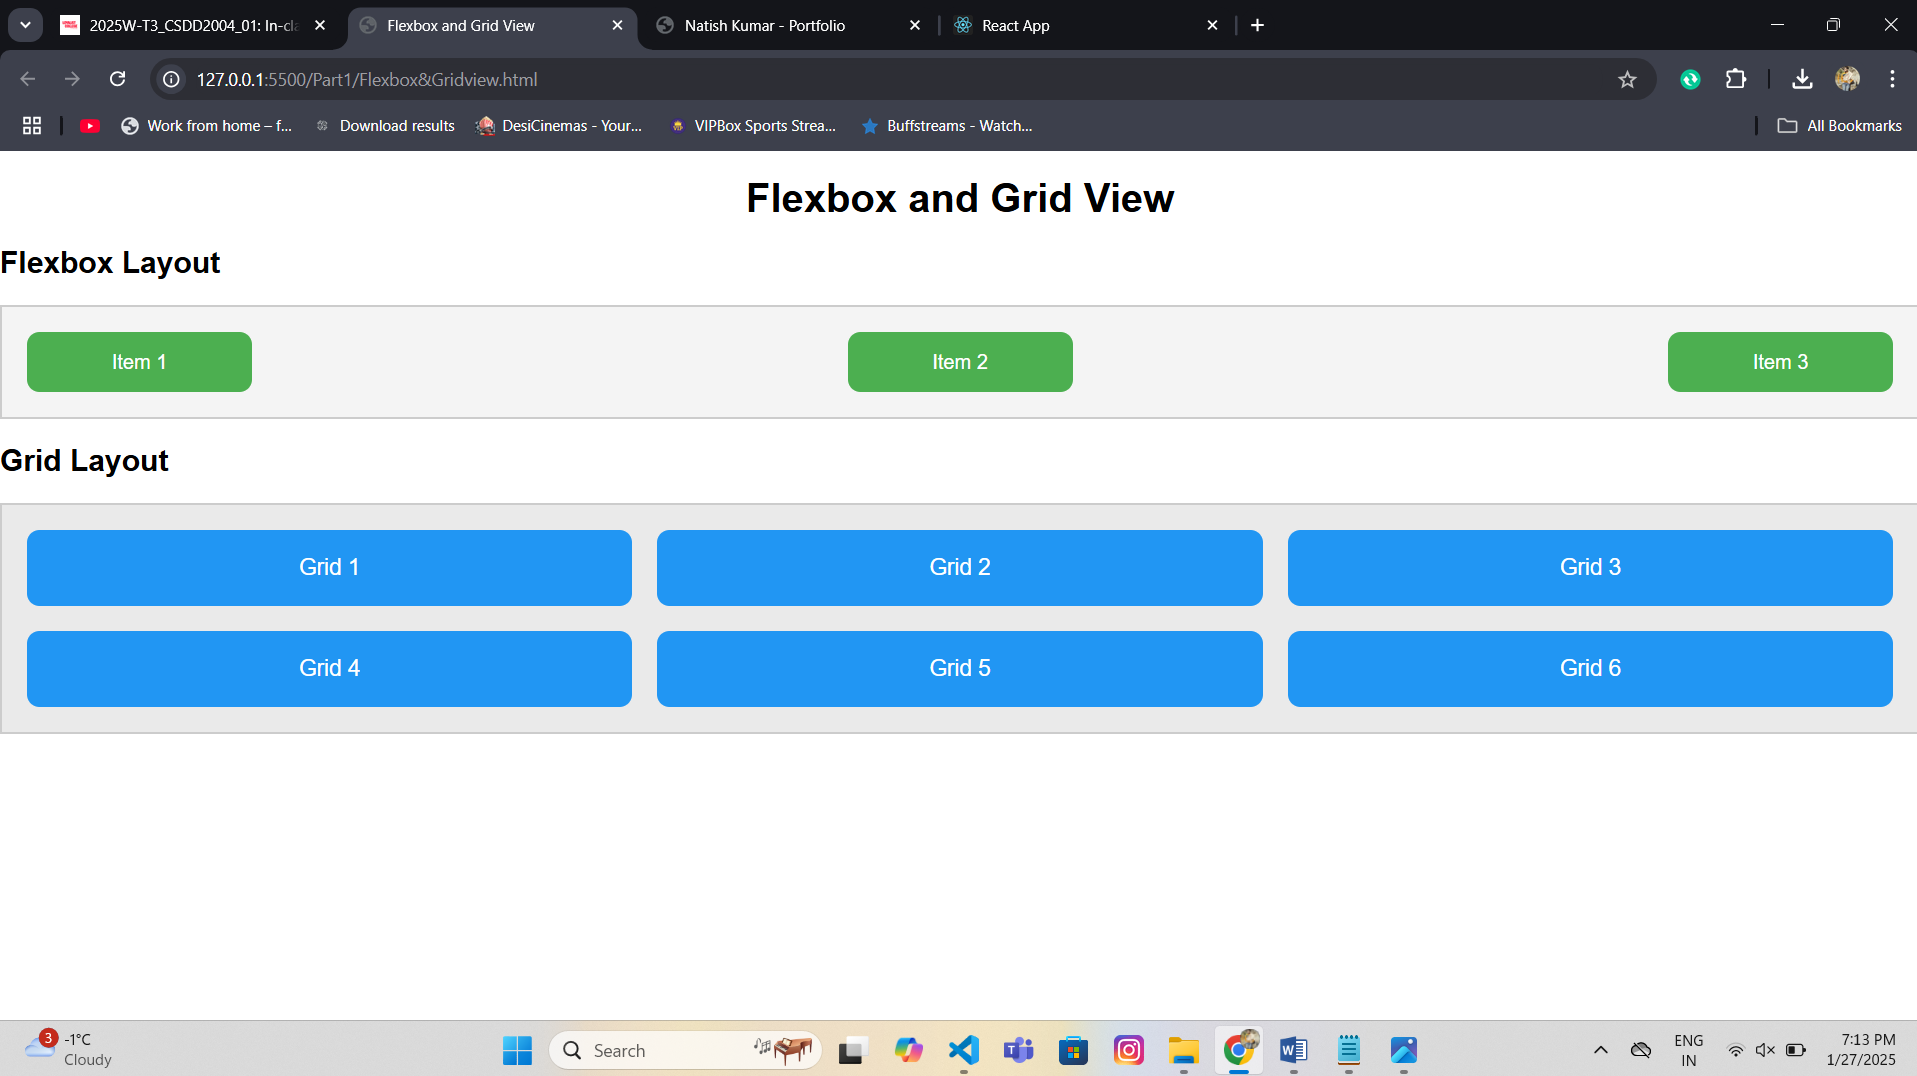 2025W-T3_CSDD2004_01: In-cla
Flexbox and Grid View
Natish Kumar - Portfolio
React App
127.0.0.1:5500/Part1/Flexbox&Gridview.html
Work from home – f...
Download results
DesiCinemas - Your...
VIPBox Sports Strea...
Buffstreams - Watch...
All Bookmarks
Flexbox and Grid View
Flexbox Layout
Item 1
Item 2
Item 3
Grid Layout
Grid 1
Grid 2
Grid 3
Grid 4
Grid 5
Grid 6
3
-1°C
Cloudy
Search
ENG
IN
7:13 PM
1/27/2025